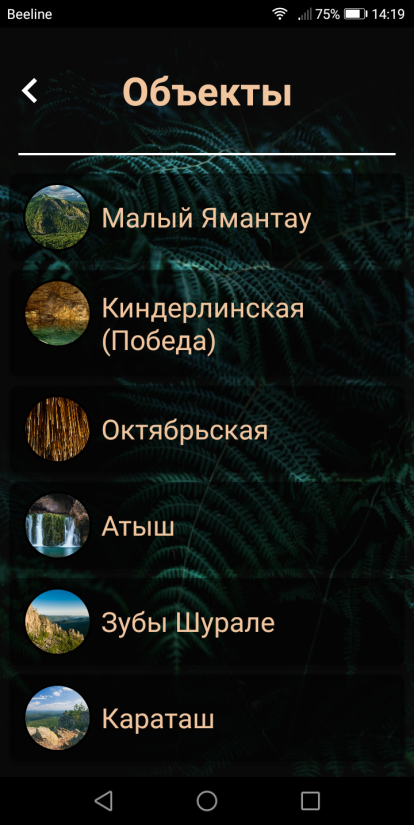 Beeline 75% 14:19
Объекты
Малый Ямантау
Киндерлинская
(Победа)
Октябрьская
Атыш
Зубы Шурале
Караташ